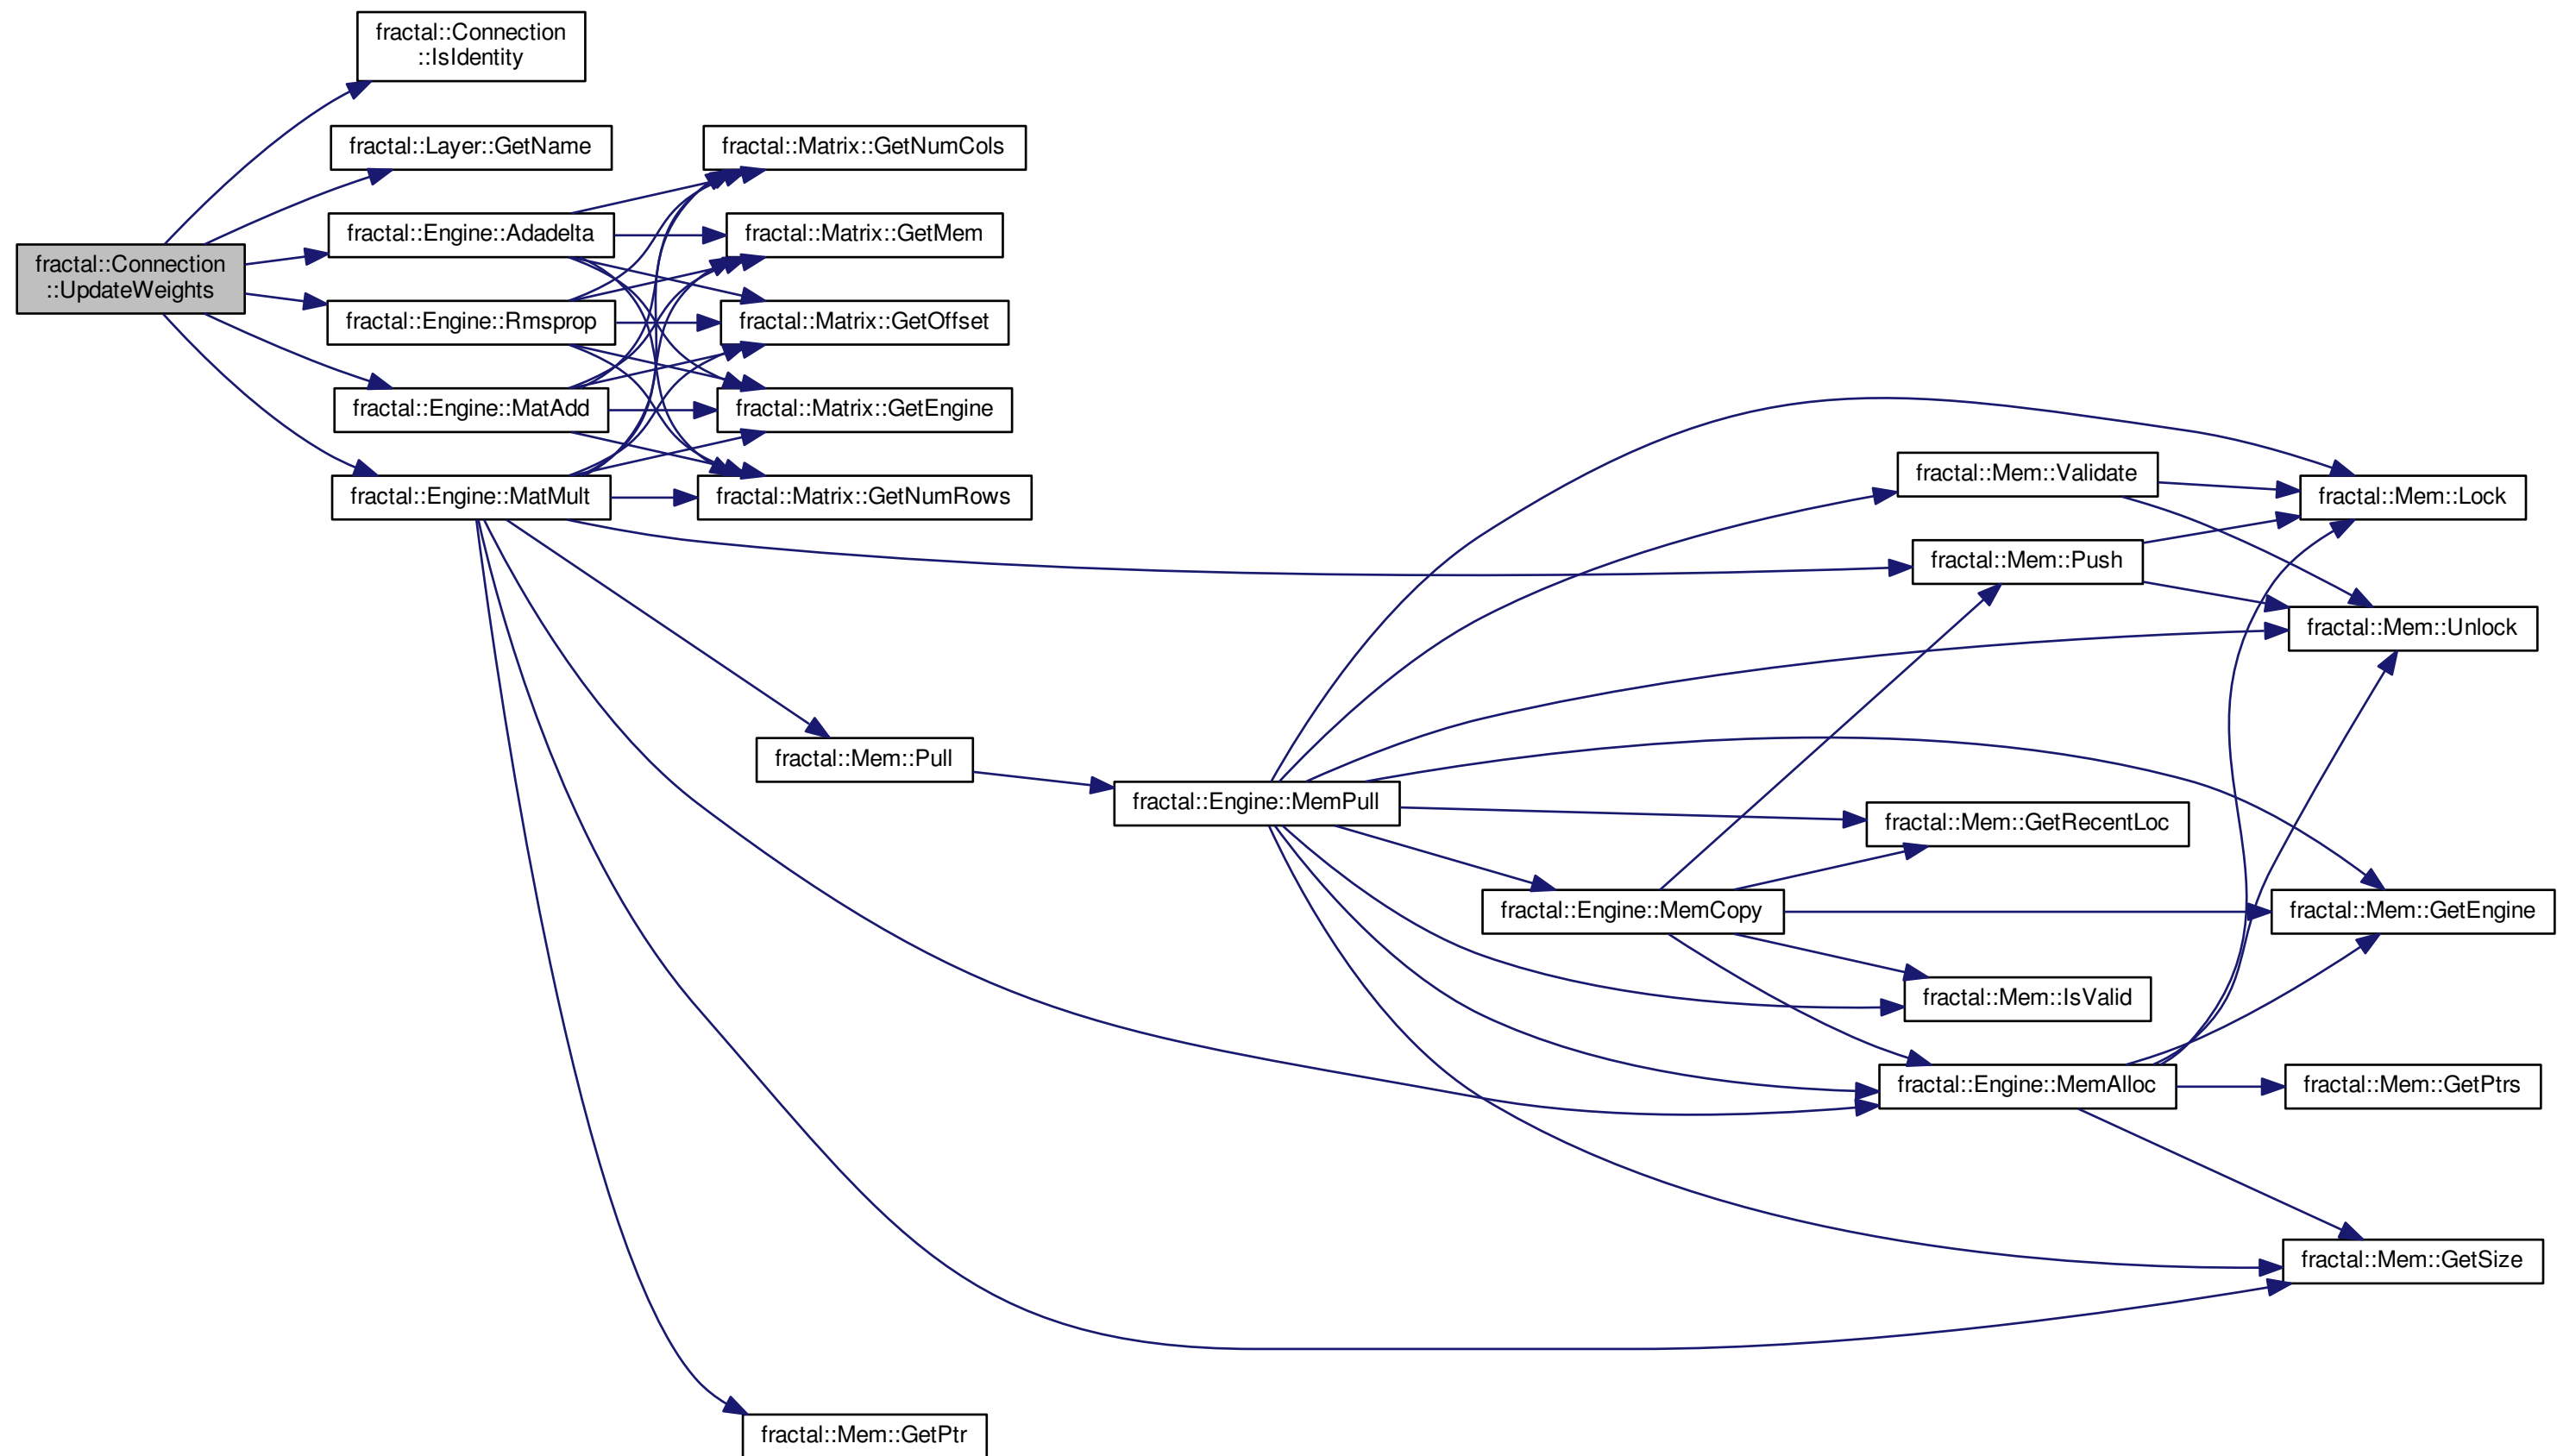 fractal::Connection
::IsIdentity
fractal::Layer::GetName
fractal::Matrix::GetNumCols
fractal::Engine::Adadelta
fractal::Matrix::GetMem
fractal::Connection
::UpdateWeights
fractal::Engine::Rmsprop
fractal::Matrix::GetOffset
fractal::Engine::MatAdd
fractal::Matrix::GetEngine
fractal::Engine::MatMult
fractal::Matrix::GetNumRows
fractal::Mem::Validate
fractal::Mem::Lock
fractal::Mem::Push
fractal::Mem::Unlock
fractal::Mem::Pull
fractal::Engine::MemPull
fractal::Mem::GetRecentLoc
fractal::Engine::MemCopy
fractal::Mem::GetEngine
fractal::Mem::IsValid
fractal::Engine::MemAlloc
fractal::Mem::GetPtrs
fractal::Mem::GetSize
fractal::Mem::GetPtr